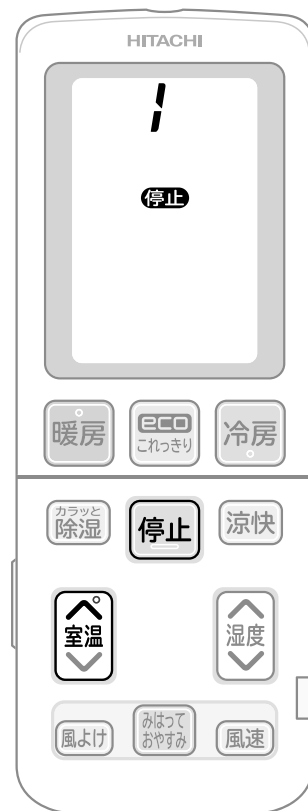 HITACHI
1
停止
暖房
eco
これっきり
冷房
カラッと
除湿
停止
涼快
室温
湿度
風よけ
みはって
おやすみ
風速